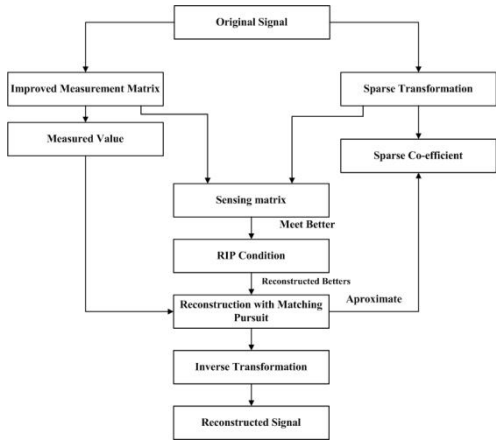 Original Signal
Improved Measurement Matrix
Sparse Transformation
Measured Value
Sparse Co-efficient
Sensing matrix
Meet Better
RIP Condition
Reconstructed Betters
Reconstruction with Matching
Pursuit
Aproximate
Inverse Transformation
Reconstructed Signal